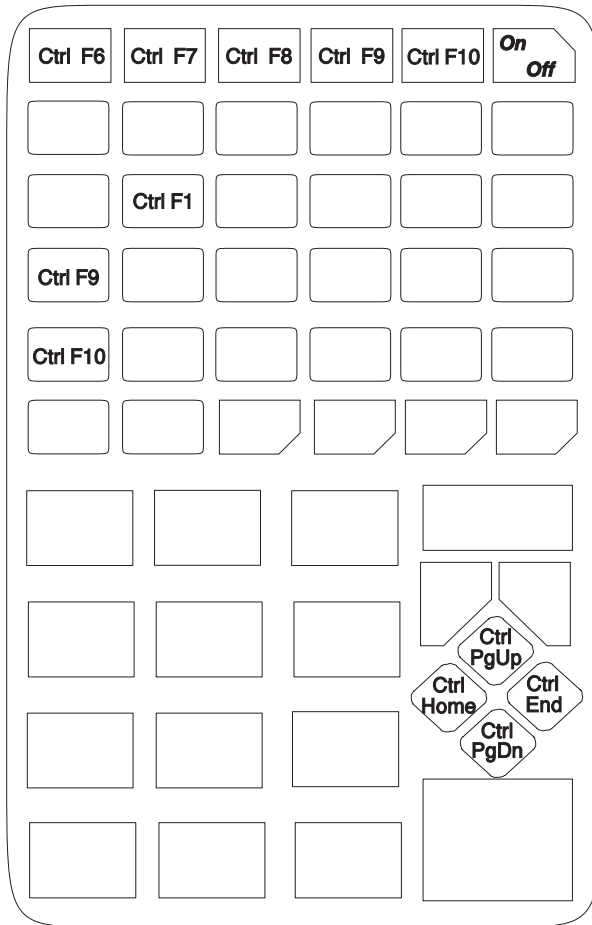 Ctrl F6 Ctrl F7 Ctrl F8 Ctrl F9 Ctrl F10 On
Off
Ctrl F1
Ctrl F9
Ctrl F10
Ctrl
PgUp
Ctrl
Home
Ctrl
End
Ctrl
PgDn